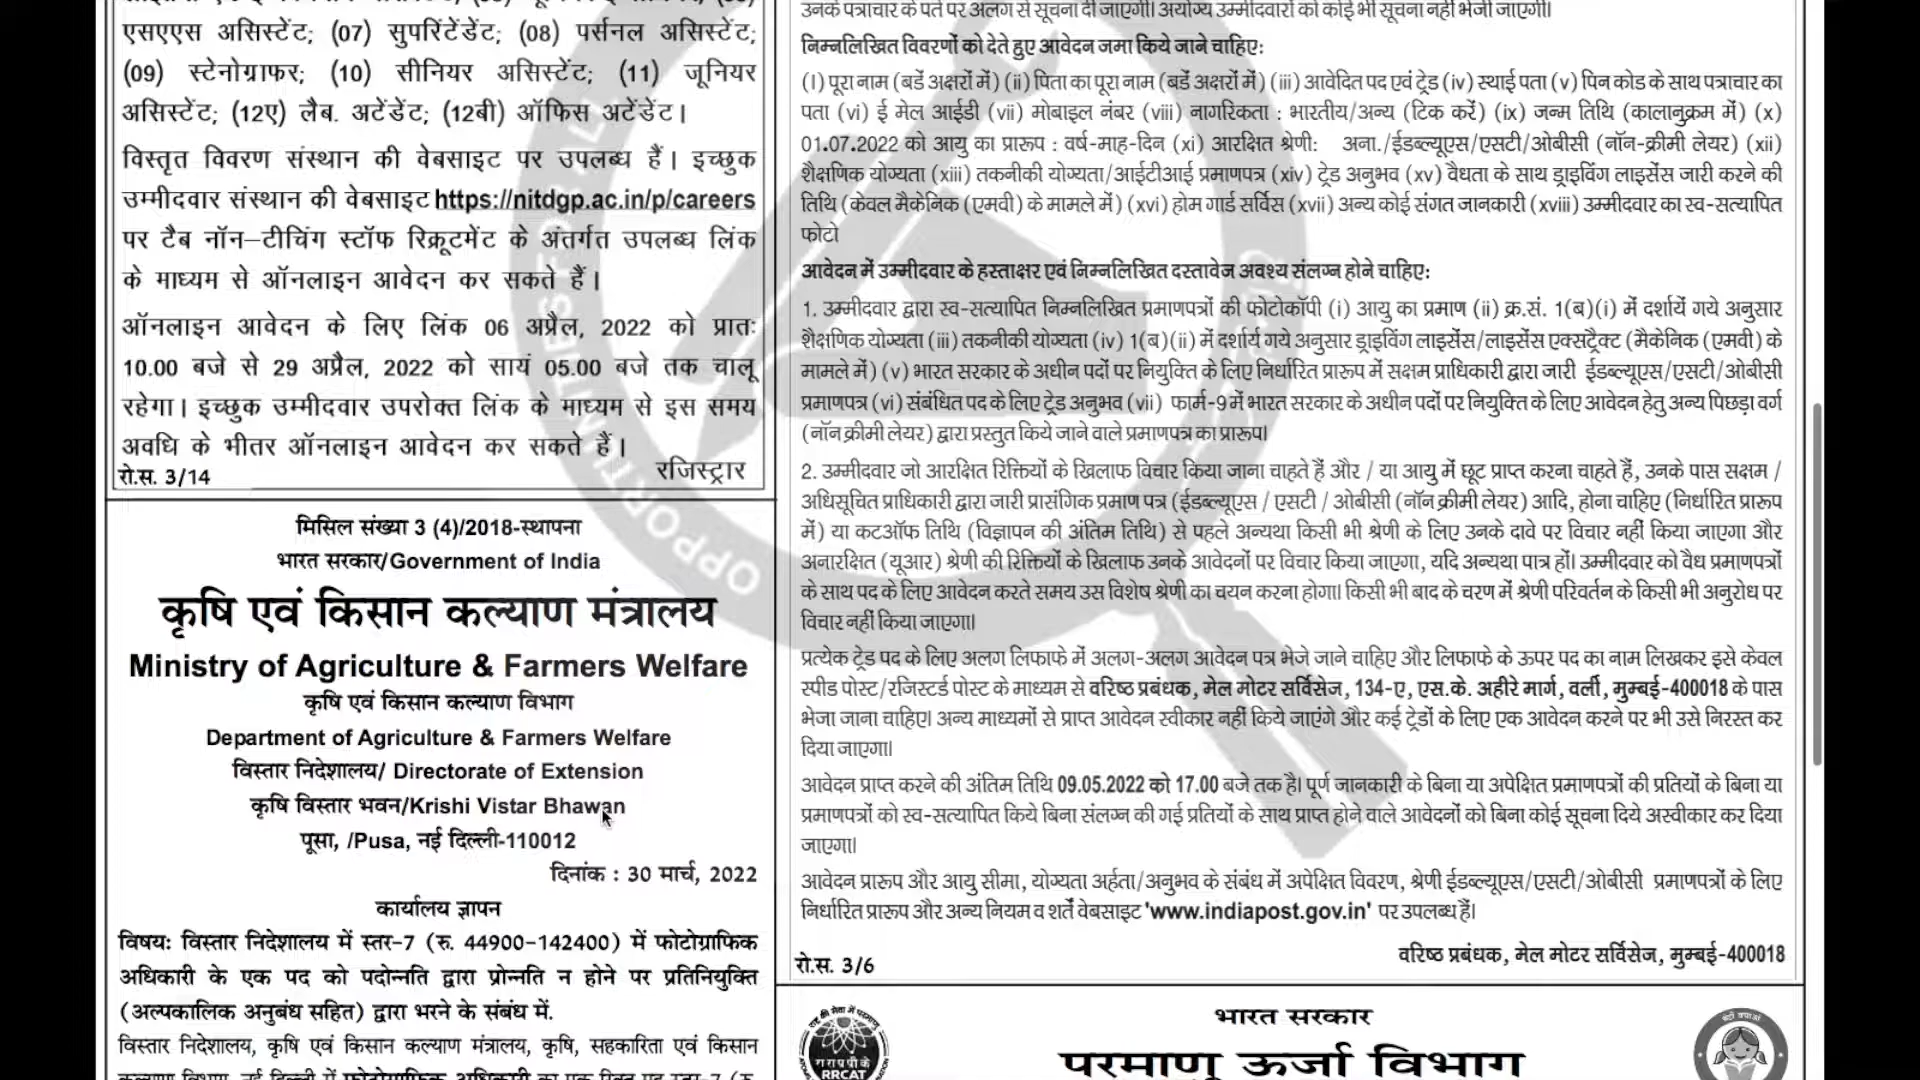 एसएएस असिस्टेंट; (07) सुपरिंटेंडेंट; (08) पर्सनल असिस्टेंट;
(09) स्टेनोग्राफर; (10) सीनियर असिस्टेंट; (11) जूनियर
असिस्टेंट; (12ए) लैब. अटेंडेंट; (12बी) ऑफिस अटेंडेंट।
विस्तृत विवरण संस्थान की वेबसाइट पर उपलब्ध हैं। इच्छुक
उम्मीदवार संस्थान की वेबसाइट https://nitdgp.ac.in/p/careers
पर टैब नॉन–टीचिंग स्टॉफ रिक्रूटमेंट के अंतर्गत उपलब्ध लिंक
के माध्यम से ऑनलाइन आवेदन कर सकते हैं।
ऑनलाइन आवेदन के लिए लिंक 06 अप्रैल, 2022 को प्रातः
10.00 बजे से 29 अप्रैल, 2022 को सायं 05.00 बजे तक चालू
रहेगा। इच्छुक उम्मीदवार उपरोक्त लिंक के माध्यम से इस समय
अवधि के भीतर ऑनलाइन आवेदन कर सकते हैं।
रजिस्ट्रार
रो.स. 3/14
मिसिल संख्या 3 (4)/2018-स्थापना
भारत सरकार/Government of India
कृषि एवं किसान कल्याण मंत्रालय
Ministry of Agriculture & Farmers Welfare
कृषि एवं किसान कल्याण विभाग
Department of Agriculture & Farmers Welfare
विस्तार निदेशालय/ Directorate of Extension
कृषि विस्तार भवन/Krishi Vistar Bhawan
पूसा, /Pusa, नई दिल्ली-110012
दिनांक : 30 मार्च, 2022
कार्यालय ज्ञापन
विषयः विस्तार निदेशालय में स्तर-7 (रु. 44900-142400) में फोटोग्राफिक
अधिकारी के एक पद को पदोन्नति द्वारा प्रोन्नति न होने पर प्रतिनियुक्ति
(अल्पकालिक अनुबंध सहित) द्वारा भरने के संबंध में.
विस्तार निदेशालय, कृषि एवं किसान कल्याण मंत्रालय, कृषि, सहकारिता एवं किसान
उनके पत्राचार के पते पर अलग से सूचना दी जाएगी। अयोग्य उम्मीदवारों को कोई भी सूचना नहीं भेजी जाएगी।
निम्नलिखित विवरणों को देते हुए आवेदन जमा किये जाने चाहिए:
(I) पूरा नाम (बडें अक्षरों में) (ii) पिता का पूरा नाम (बडें अक्षरों में) (iii) आवेदित पद एवं ट्रेड (iv) स्थाई पता (v) पिन कोड के साथ पत्राचार का
पता (vi) ई मेल आईडी (vii) मोबाइल नंबर (viii) नागरिकता : भारतीय/अन्य (टिक करें) (ix) जन्म तिथि (कालानुक्रम में) (x)
01.07.2022 को आयु का प्रारूप : वर्ष-माह-दिन (xi) आरक्षित श्रेणी: अना./ईडब्ल्यूएस/एसटी/ओबीसी (नॉन-क्रीमी लेयर) (xii)
शैक्षणिक योग्यता (xiii) तकनीकी योग्यता/आईटीआई प्रमाणपत्र (xiv) ट्रेड अनुभव (xv) वैधता के साथ ड्राइविंग लाइसेंस जारी करने की
तिथि (केवल मैकेनिक (एमवी) के मामले में) (xvi) होम गार्ड सर्विस (xvii) अन्य कोई संगत जानकारी (xviii) उम्मीदवार का स्व-सत्यापित
फोटो
आवेदन में उम्मीदवार के हस्ताक्षर एवं निम्नलिखित दस्तावेज अवश्य संलग्न होने चाहिए:
1. उम्मीदवार द्वारा स्व-सत्यापित निम्नलिखित प्रमाणपत्रों की फोटोकॉपी (i) आयु का प्रमाण (ii) क्र.सं. 1(ब)(i) में दर्शायें गये अनुसार
शैक्षणिक योग्यता (iii) तकनीकी योग्यता (iv) 1(ब)(ii) में दर्शाये गये अनुसार ड्राइविंग लाइसेंस/लाइसेंस एक्सट्रैक्ट (मैकेनिक (एमवी) के
मामले में) (v) भारत सरकार के अधीन पदों पर नियुक्ति के लिए निर्धारित प्रारूप में सक्षम प्राधिकारी द्वारा जारी ईडब्ल्यूएस/एसटी/ओबीसी
प्रमाणपत्र (vi) संबंधित पद के लिए ट्रेड अनुभव (vii) फार्म-9 में भारत सरकार के अधीन पदों पर नियुक्ति के लिए आवेदन हेतु अन्य पिछड़ा वर्ग
(नॉन क्रीमी लेयर) द्वारा प्रस्तुत किये जाने वाले प्रमाणपत्र का प्रारूप।
2. उम्मीदवार जो आरक्षित रिक्तियों के खिलाफ विचार किया जाना चाहते हैं और / या आयु में छूट प्राप्त करना चाहते हैं, उनके पास सक्षम /
अधिसूचित प्राधिकारी द्वारा जारी प्रासंगिक प्रमाण पत्र (ईडब्ल्यूएस / एसटी / ओबीसी (नॉन क्रीमी लेयर) आदि, होना चाहिए (निर्धारित प्रारूप
में) या कटऑफ तिथि (विज्ञापन की अंतिम तिथि) से पहले अन्यथा किसी भी श्रेणी के लिए उनके दावे पर विचार नहीं किया जाएगा और
अनारक्षित (यूआर) श्रेणी की रिक्तियों के खिलाफ उनके आवेदनों पर विचार किया जाएगा, यदि अन्यथा पात्र हों। उम्मीदवार को वैध प्रमाणपत्रों
के साथ पद के लिए आवेदन करते समय उस विशेष श्रेणी का चयन करना होगा। किसी भी बाद के चरण में श्रेणी परिवर्तन के किसी भी अनुरोध पर
विचार नहीं किया जाएगा।
प्रत्येक ट्रेड पद के लिए अलग लिफाफे में अलग-अलग आवेदन पत्र भेजे जाने चाहिए और लिफाफे के ऊपर पद का नाम लिखकर इसे केवल
स्पीड पोस्ट/रजिस्टर्ड पोस्ट के माध्यम से वरिष्ठ प्रबंधक, मेल मोटर सर्विसेज, 134-ए, एस.के. अहीरे मार्ग, वर्ली, मुम्बई-400018 के पास
भेजा जाना चाहिए। अन्य माध्यमों से प्राप्त आवेदन स्वीकार नहीं किये जाएंगे और कई ट्रेडों के लिए एक आवेदन करने पर भी उसे निरस्त कर
दिया जाएगा।
आवेदन प्राप्त करने की अंतिम तिथि 09.05.2022 को 17.00 बजे तक है। पूर्ण जानकारी के बिना या अपेक्षित प्रमाणपत्रों की प्रतियों के बिना या
प्रमाणपत्रों को स्व-सत्यापित किये बिना संलग्न की गई प्रतियों के साथ प्राप्त होने वाले आवेदनों को बिना कोई सूचना दिये अस्वीकार कर दिया
जाएगा।
आवेदन प्रारूप और आयु सीमा, योग्यता अर्हता/अनुभव के संबंध में अपेक्षित विवरण, श्रेणी ईडब्ल्यूएस/एसटी/ओबीसी प्रमाणपत्रों के लिए
निर्धारित प्रारूप और अन्य नियम व शर्तें वेबसाइट 'www.indiapost.gov.in' पर उपलब्ध हैं।
वरिष्ठ प्रबंधक, मेल मोटर सर्विसेज, मुम्बई-400018
रो.स. 3/6
भारत सरकार
परमाणु ऊर्जा विभाग
RRCAT
OPPORTUNITIES